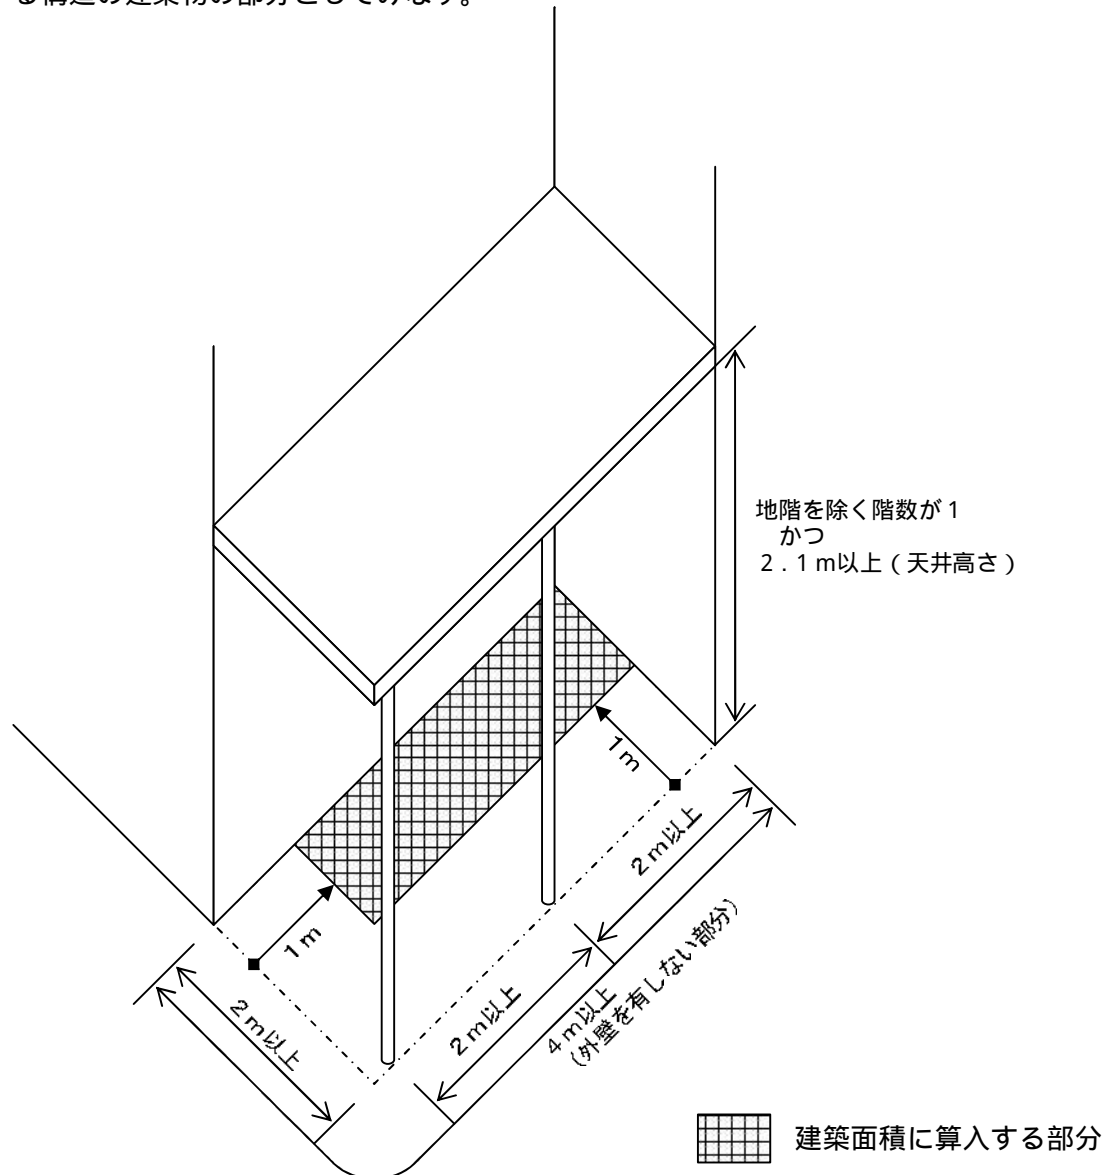 る構造の建築物の部分としてみなす。
地階を除く階数が1
かつ
2.1m以上(天井高さ)
1m
1m
2m以上
2m以上
2m以上
4m以上
(外壁を有しない部分)
建築面積に算入する部分